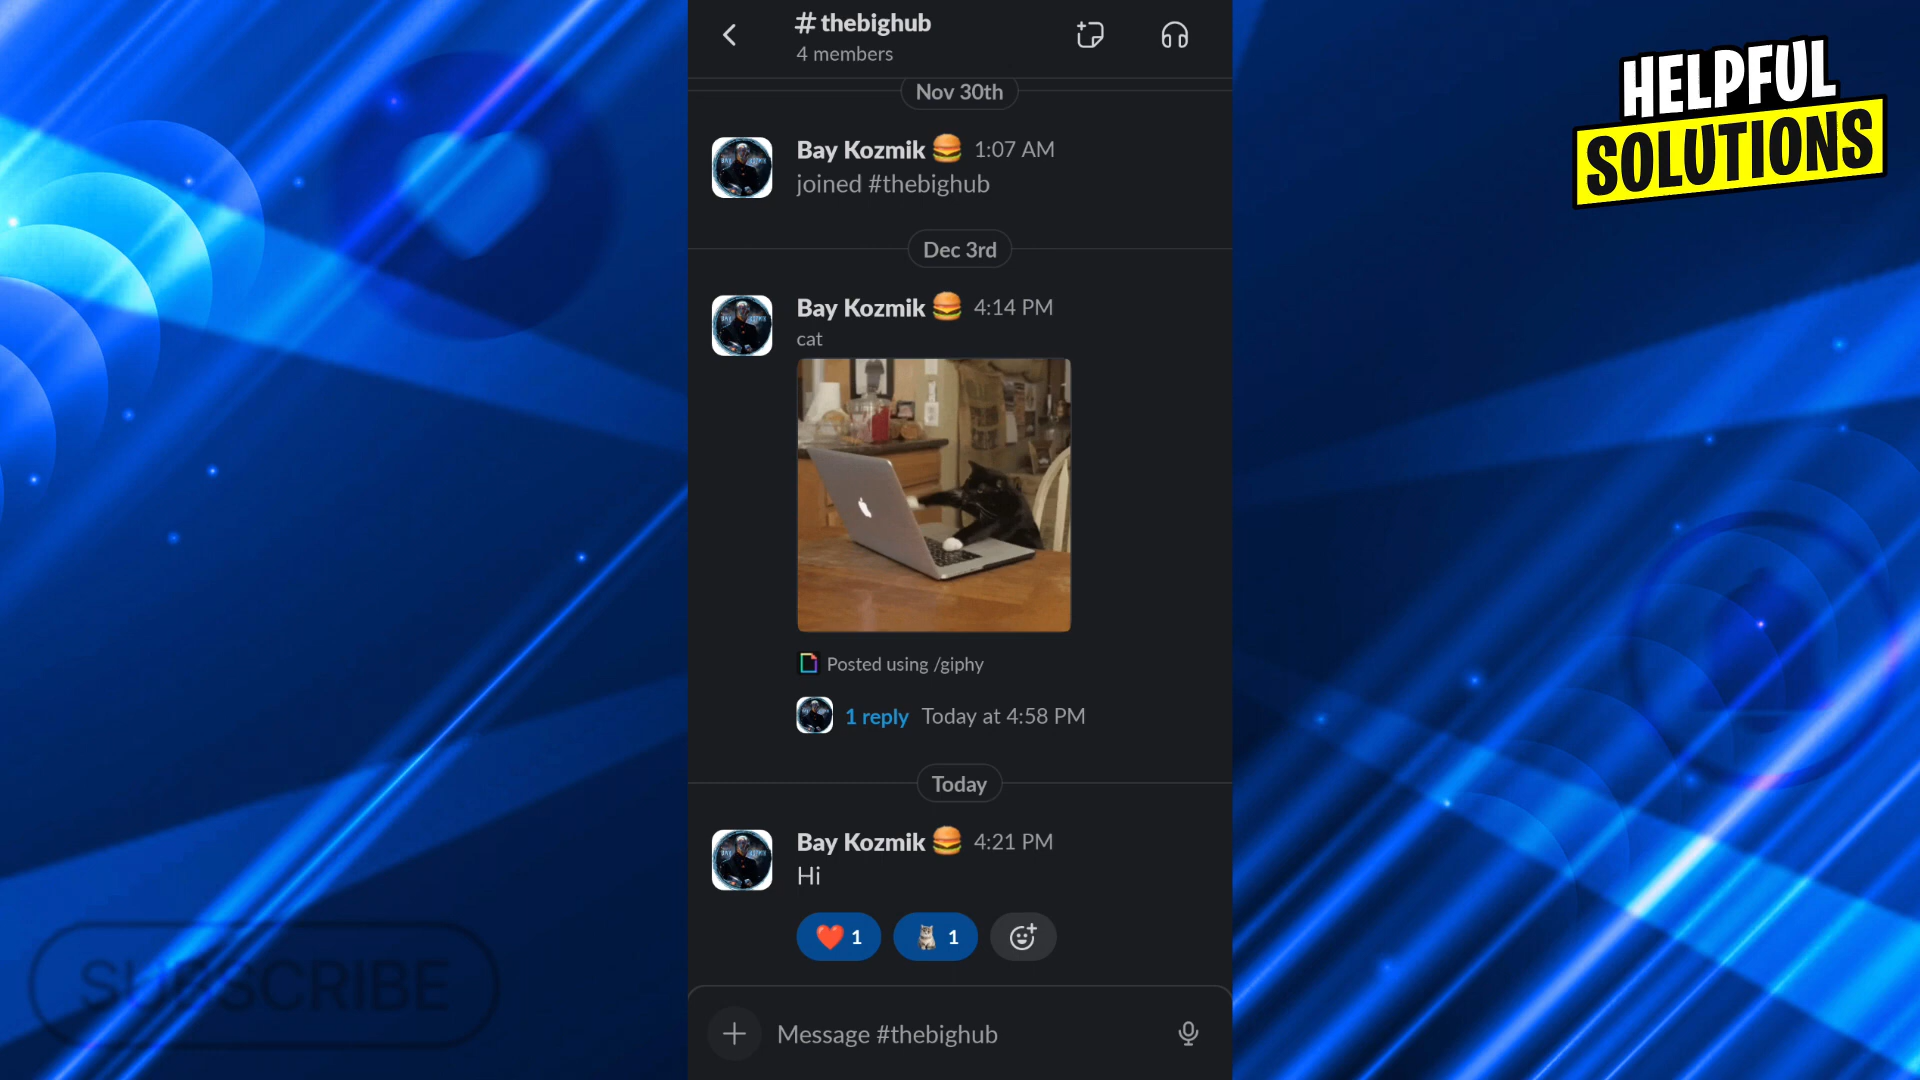 # thebighub
4 members
HELPFUL
SOLUTIONS
Nov 30th
Bay Kozmik 🍔 1:07 AM
joined #thebighub
Dec 3rd
Bay Kozmik 🍔 4:14 PM
cat
Posted using /giphy
1 reply Today at 4:58 PM
Today
Bay Kozmik 🍔 4:21 PM
Hi
❤️ 1 🐱 1
SUBSCRIBE
Message #thebighub